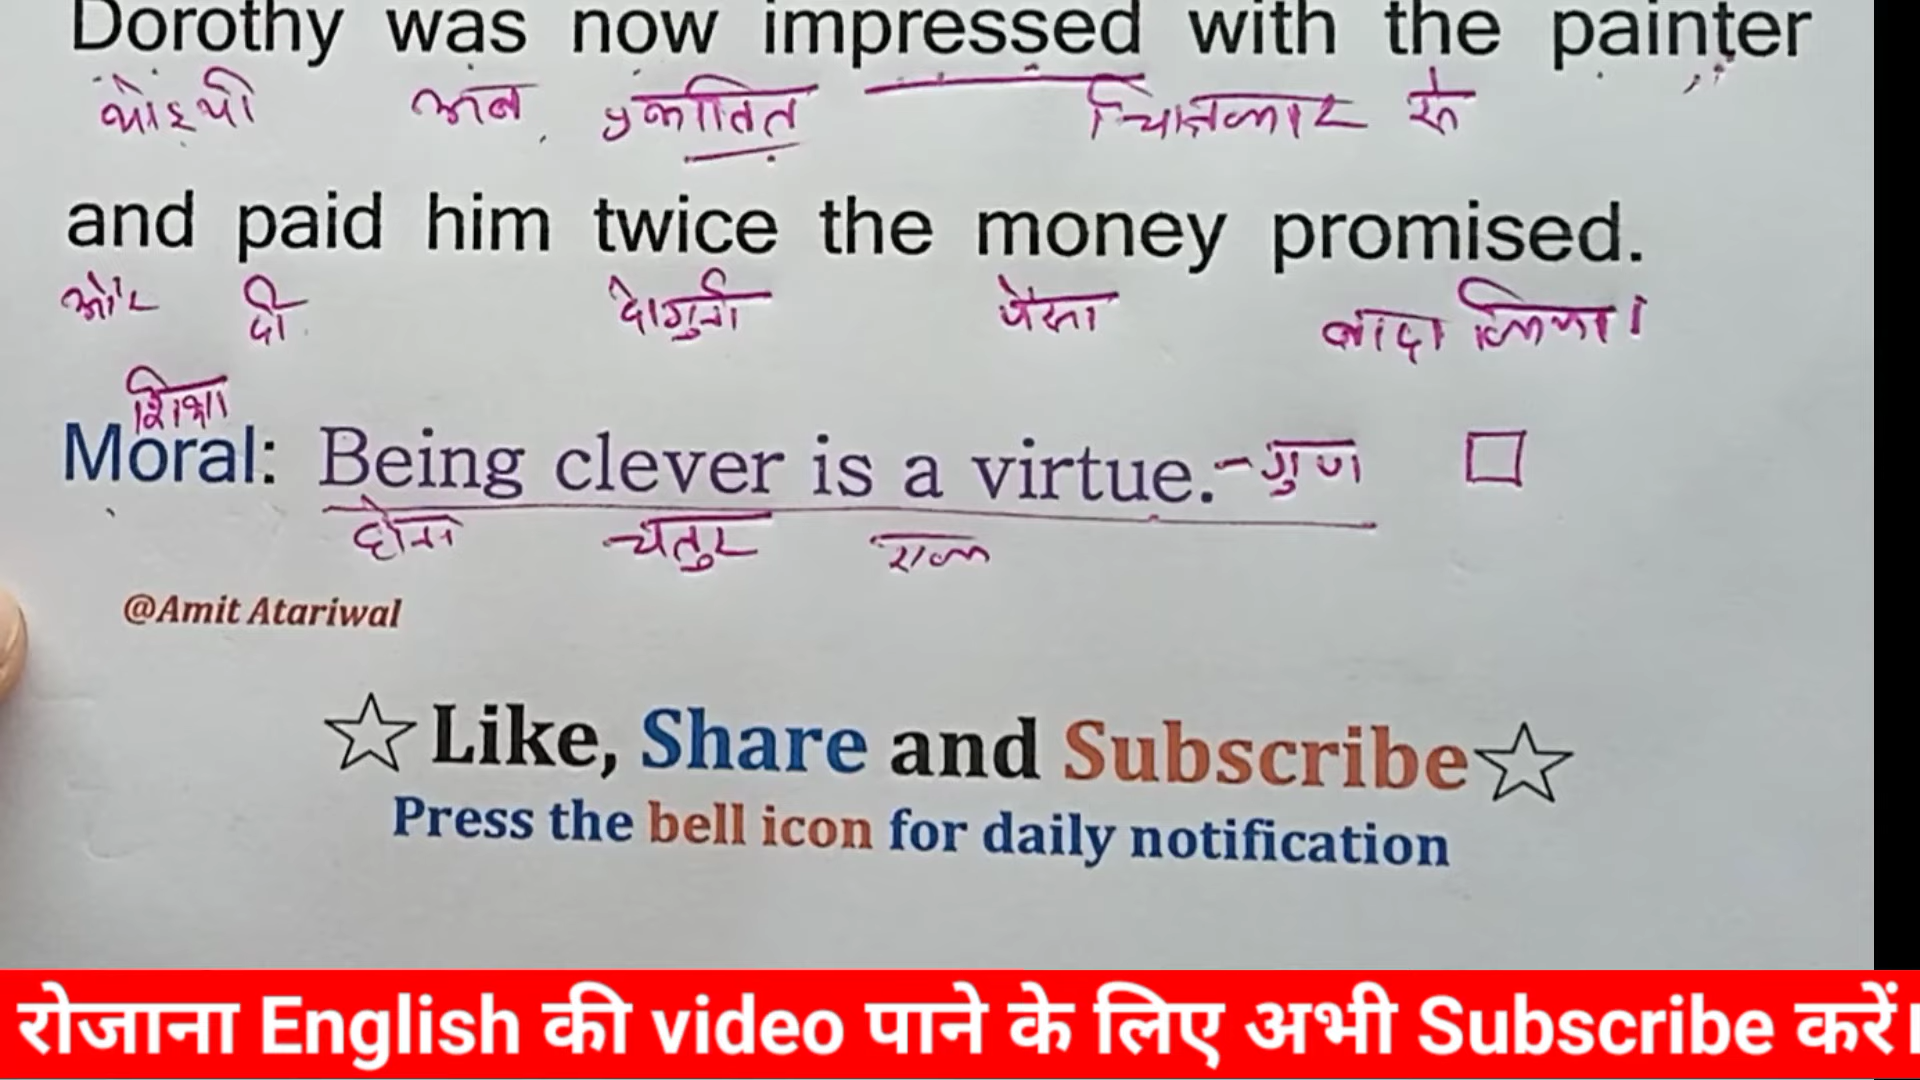 Dorothy was now impressed with the painter
अब चित्रकार से
and paid him twice the money promised.
और दी दोगुनी पैसा वादा किया।
शिक्षा
Moral: Being clever is a virtue. - गुण
होना चतुर एक
@Amit Atariwal
Like, Share and Subscribe
Press the bell icon for daily notification
रोजाना English की video पाने के लिए अभी Subscribe करें।